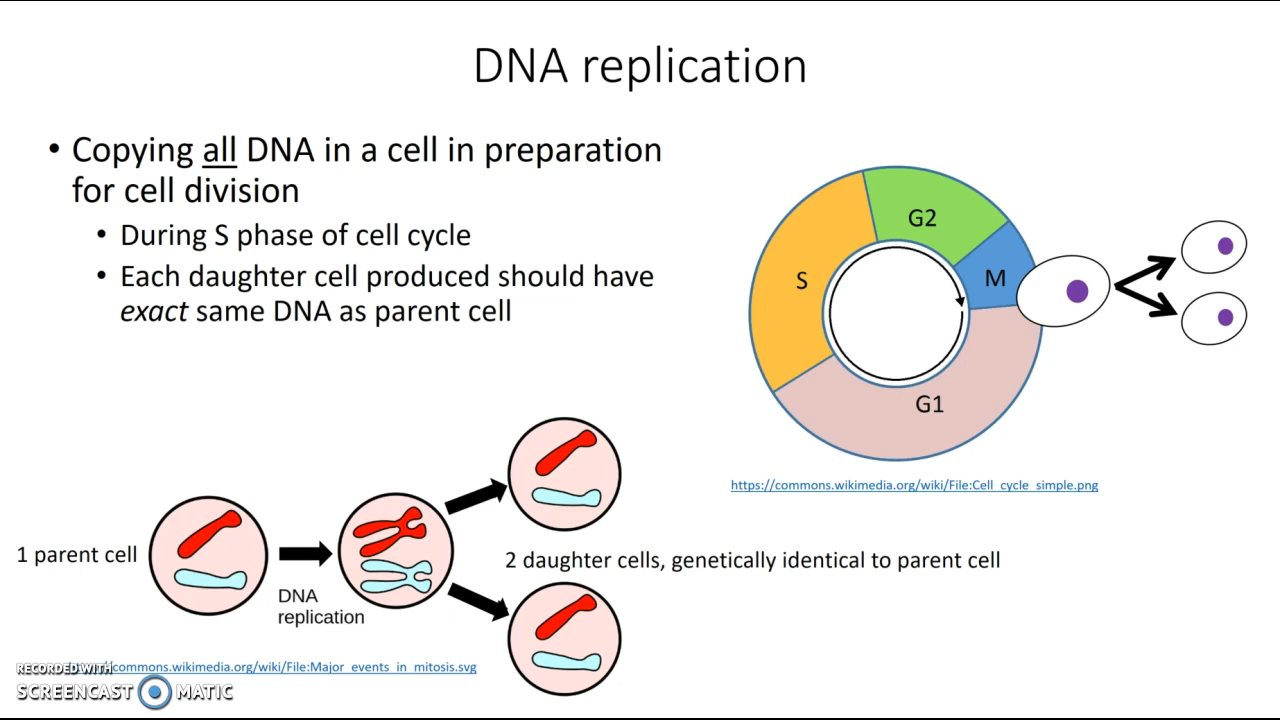 DNA replication
• Copying all DNA in a cell in preparation
for cell division
• During S phase of cell cycle
• Each daughter cell produced should have
exact same DNA as parent cell
G2
S
M
G1
https://commons.wikimedia.org/wiki/File:Cell_cycle_simple.png
1 parent cell
DNA
replication
2 daughter cells, genetically identical to parent cell
commons.wikimedia.org/wiki/File:Major_events_in_mitosis.svg
RECORDED WITH
SCREENCAST MATIC